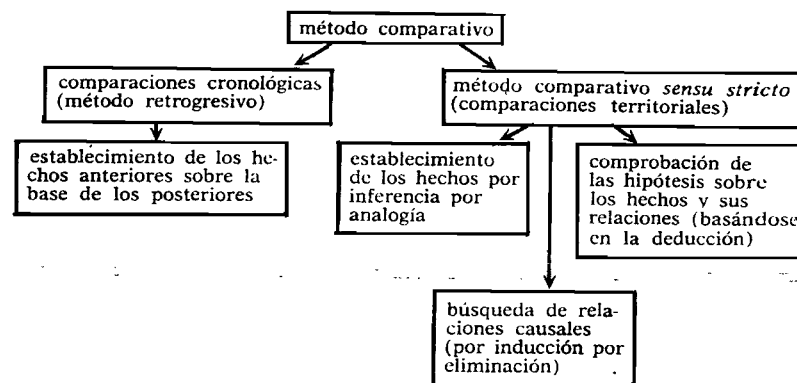 método comparativo
comparaciones cronológicas
(método retrogresivo)
método comparativo sensu stricto
(comparaciones territoriales)
establecimiento de los he-
chos anteriores sobre la
base de los posteriores
establecimiento
de los hechos por
inferencia por
analogía
comprobación de
las hipótesis sobre
los hechos y sus
relaciones (basándose
en la deducción)
búsqueda de rela-
ciones causales
(por inducción por
eliminación)